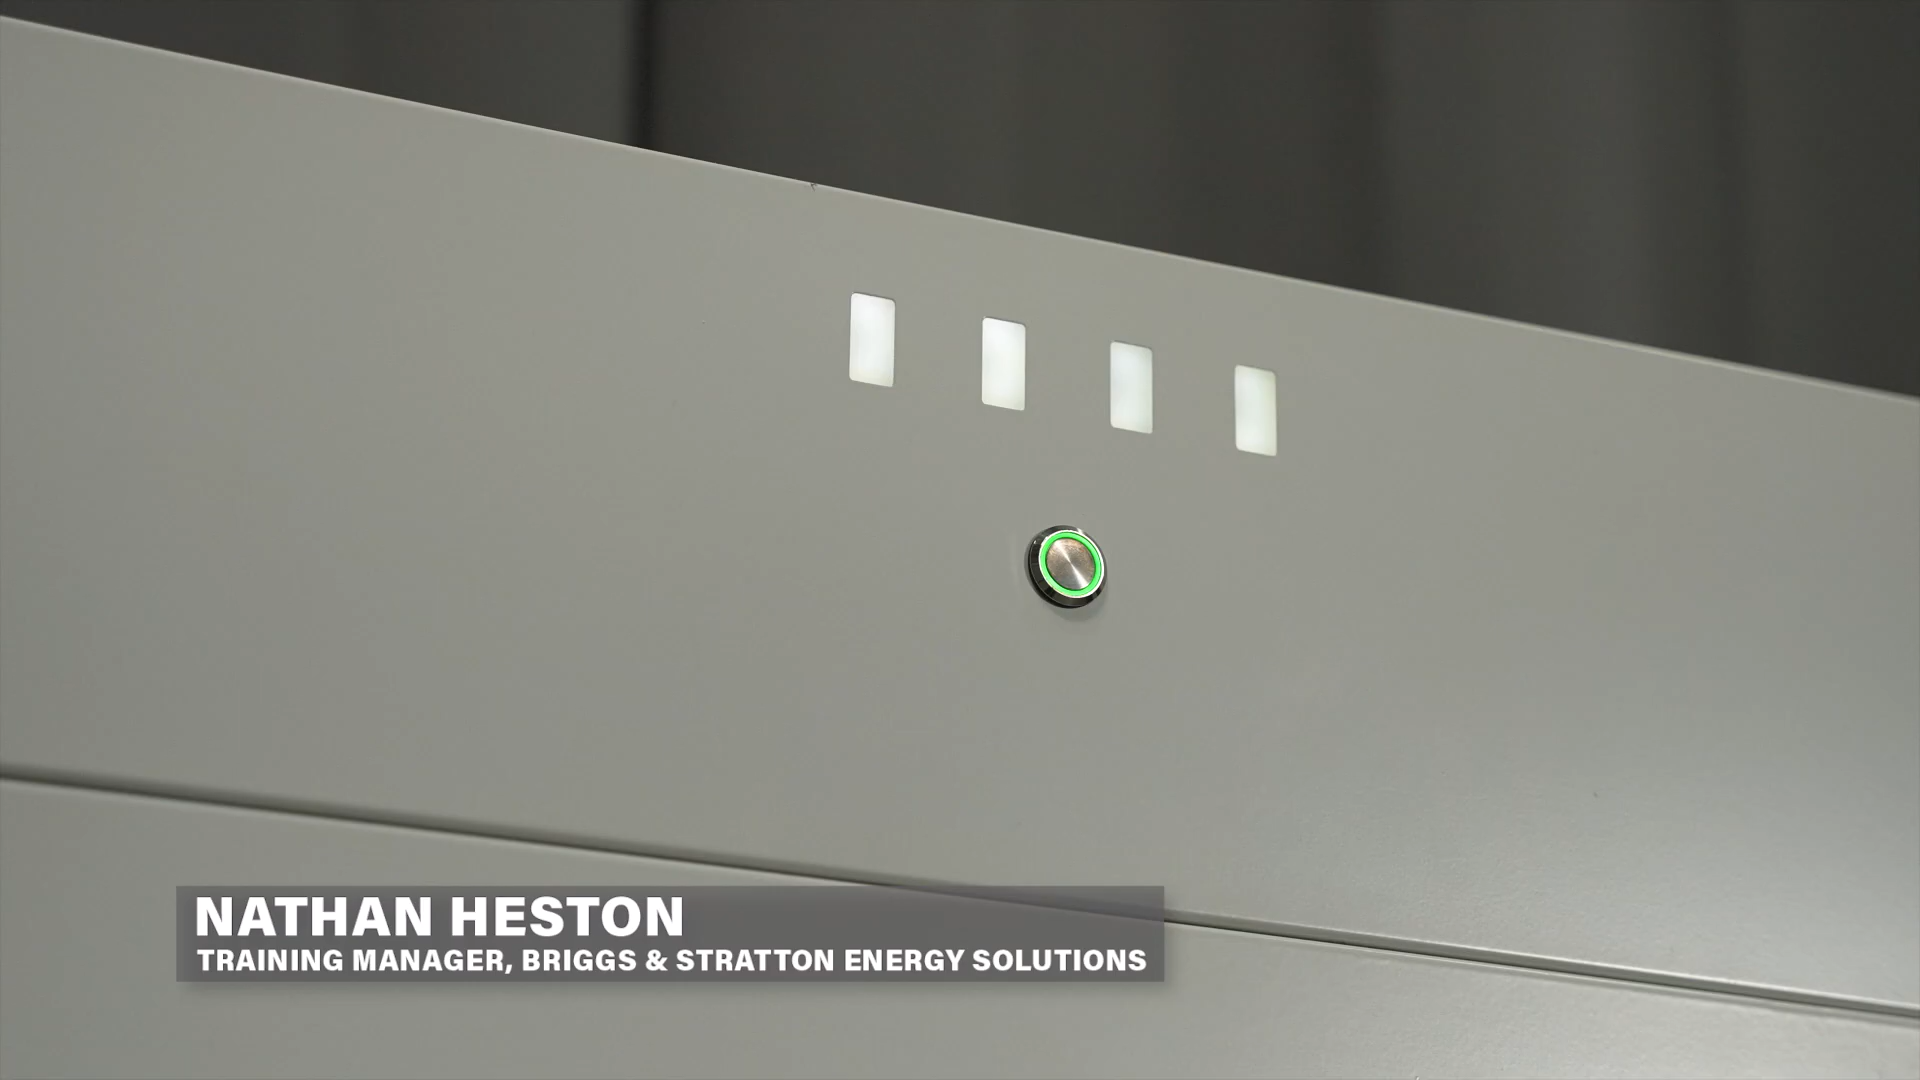 NATHAN HESTON
TRAINING MANAGER, BRIGGS & STRATTON ENERGY SOLUTIONS